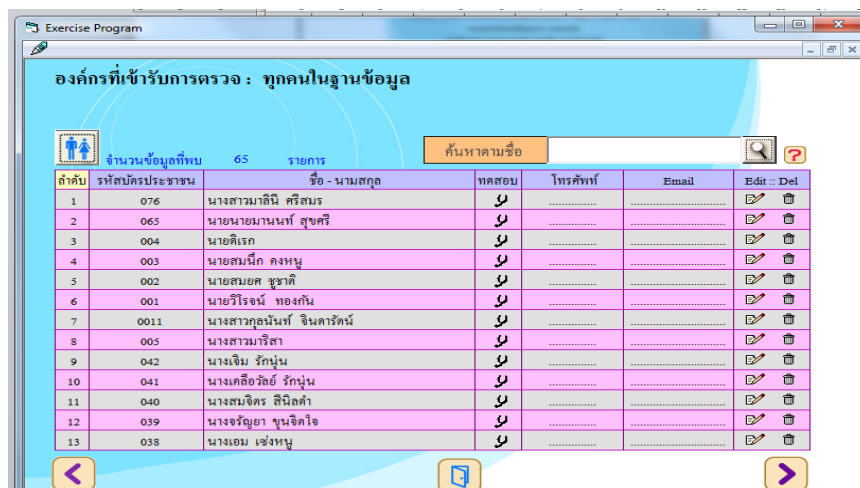 Exercise Program
องค์กรที่เข้ารับการตรวจ : ทุกคนในฐานข้อมูล
ค้นหาตามชื่อ
จำนวนข้อมูลที่พบ 65 รายการ
ลำดับ รหัสบัตรประชาชน ชื่อ - นามสกุล ทดสอบ โทรศัพท์ Email Edit :: Del
1 076 นางสาวมาลินี ศรีสมร
2 065 นายนายมานนท์ สุขศรี
3 004 นายดิเรก
4 003 นายสมนึก คงหนู
5 002 นายสมยศ ชูชาติ
6 001 นายวิโรจน์ ทองกัน
7 0011 นางสาวกุลนันท์ จินดารัตน์
8 005 นางสาวมาริสา
9 042 นางเจิม รักนุ่น
10 041 นางเคลือวัลย์ รักนุ่น
11 040 นางสมจิตร สีนิลดำ
12 039 นางจรัญยา ขุนจิตใจ
13 038 นางเอม เซ่งหนู